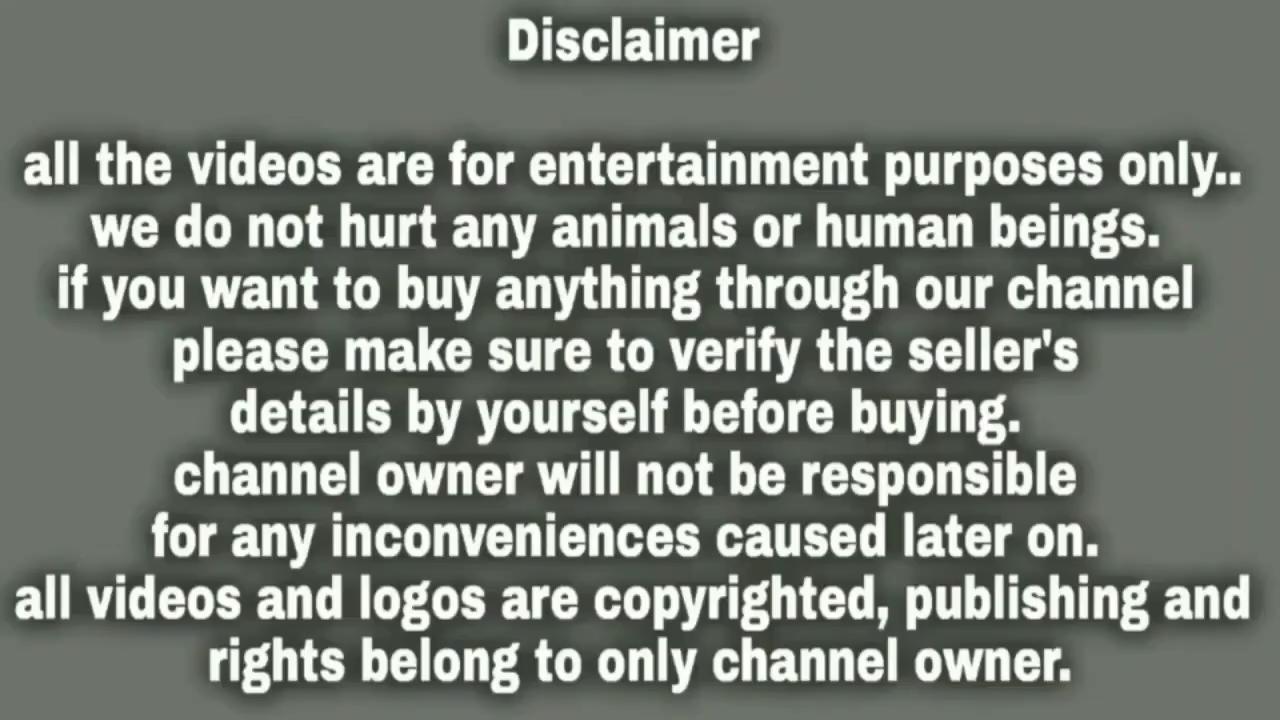 Disclaimer
all the videos are for entertainment purposes only..
we do not hurt any animals or human beings.
if you want to buy anything through our channel
please make sure to verify the seller's
details by yourself before buying.
channel owner will not be responsible
for any inconveniences caused later on.
all videos and logos are copyrighted, publishing and
rights belong to only channel owner.